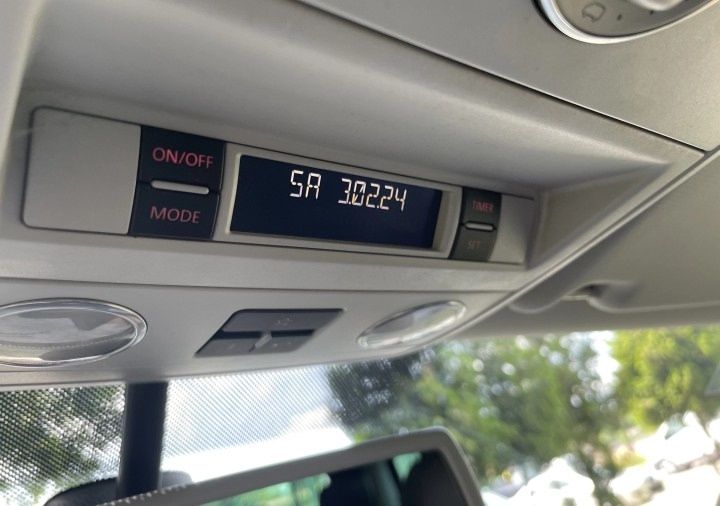 ON/OFF
MODE
SA 3.02.24
TIMER
SET